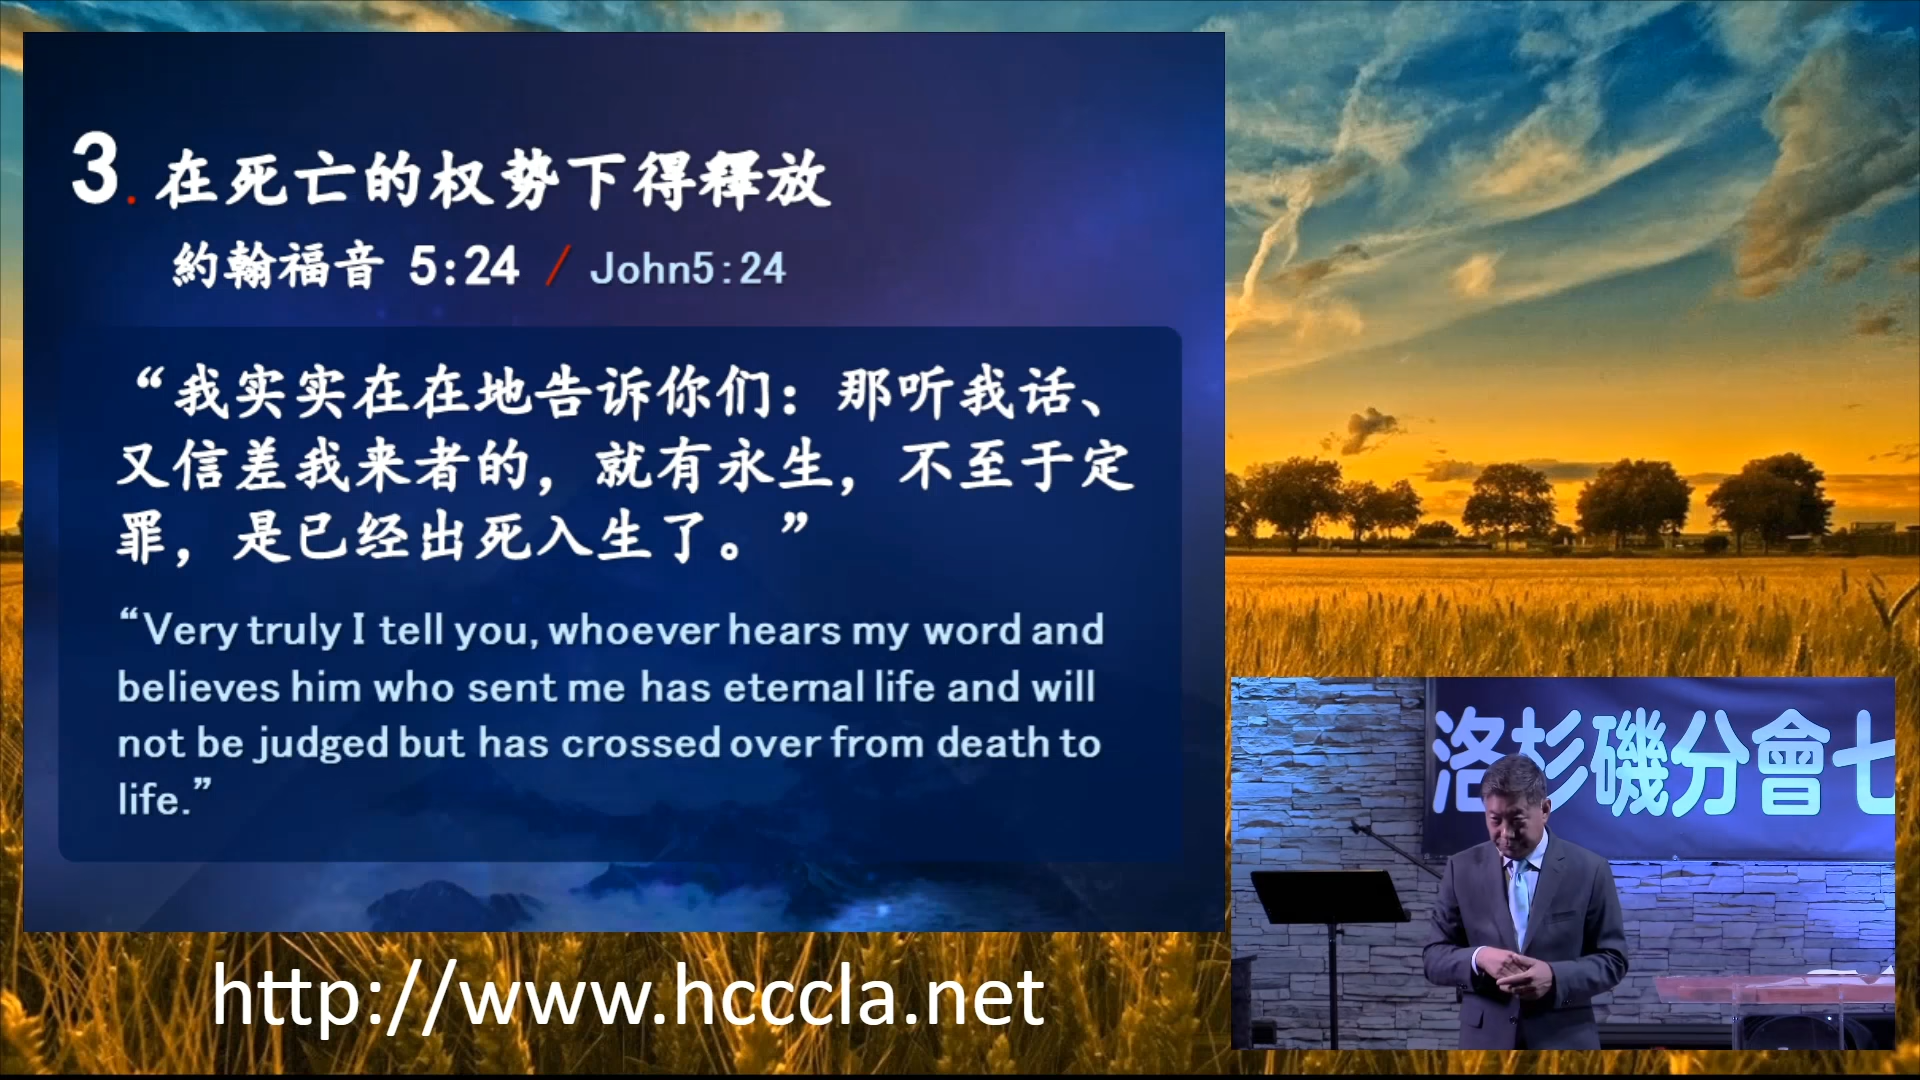 3. 在死亡的权势下得釋放
約翰福音 5:24 / John5:24
“我实实在在地告诉你们：那听我话、
又信差我来者的，就有永生，不至于定
罪，是已经出死入生了。”
“Very truly I tell you, whoever hears my word and
believes him who sent me has eternal life and will
not be judged but has crossed over from death to
life.”
http://www.hcccla.net
洛杉磯分會七